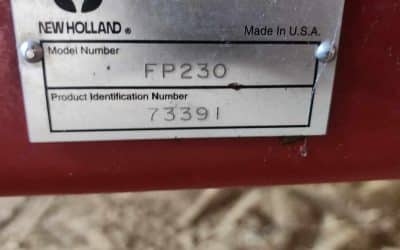 NEW HOLLAND ®
Made in U.S.A.
Model Number
FP230
Product Identification Number
73391